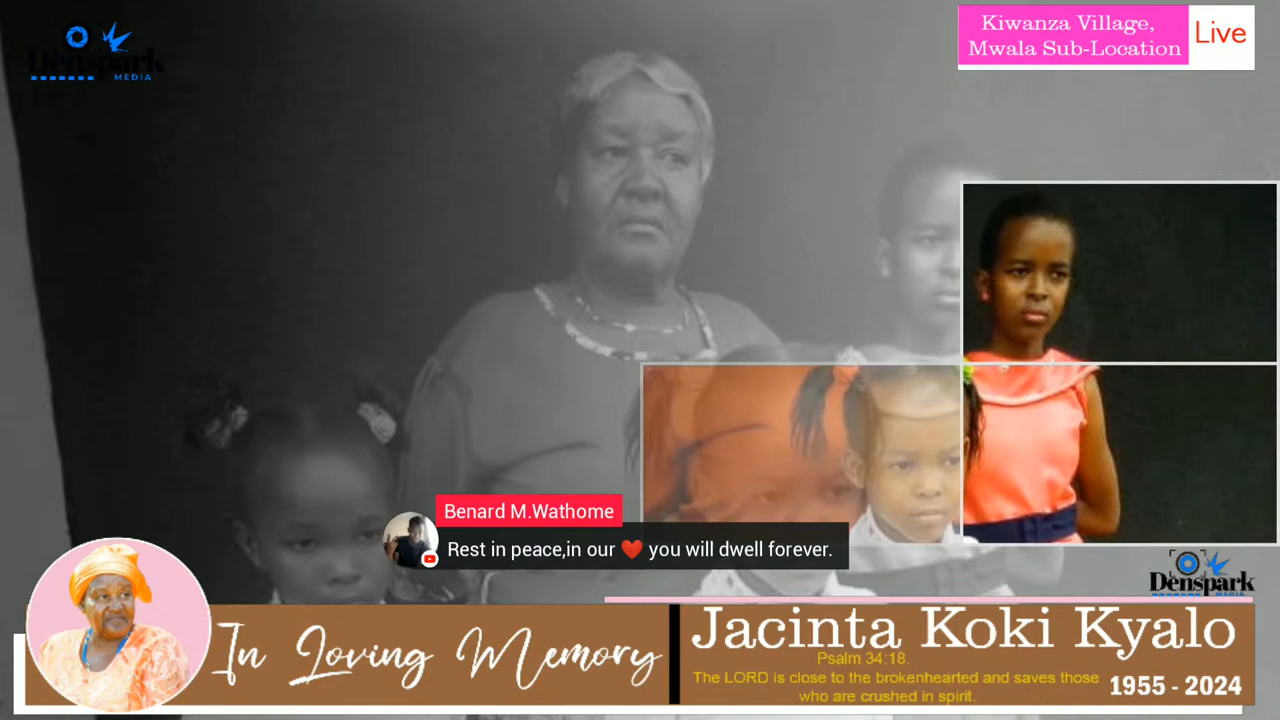 Denspark
MEDIA
Kiwanza Village,
Mwala Sub-Location
Live
Benard M.Wathome
Rest in peace,in our ❤️ you will dwell forever.
Denspark
MEDIA
In Loving Memory
Jacinta Koki Kyalo
Psalm 34:18.
The LORD is close to the brokenhearted and saves those
who are crushed in spirit.
1955 - 2024